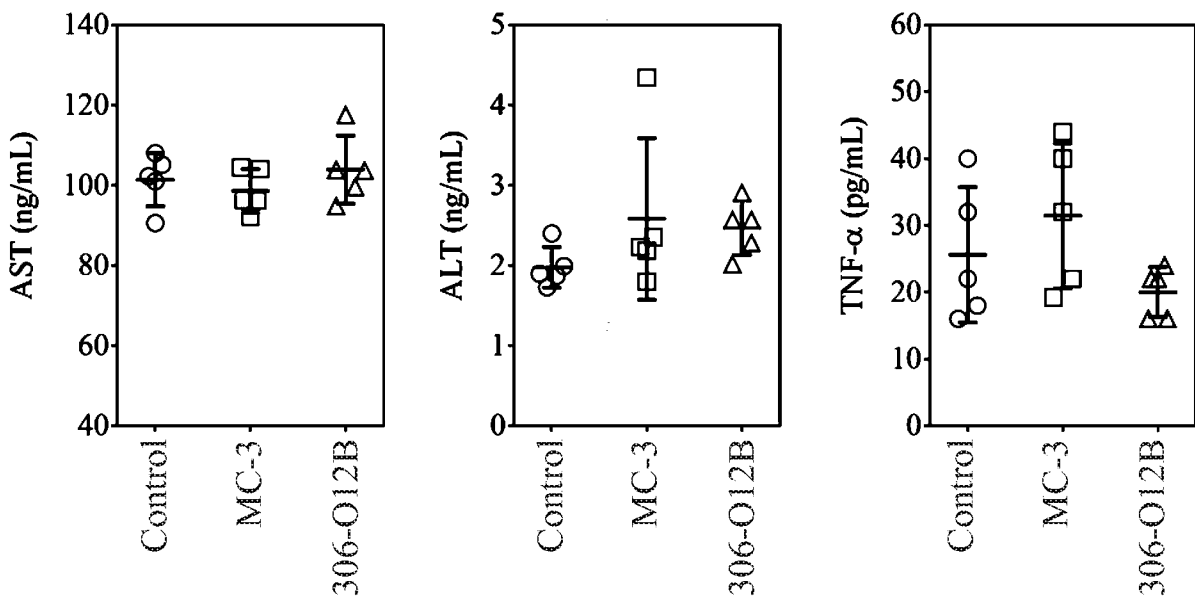 AST (ng/mL)
140
120
100
80
60
40
Control
MC-3
306-O12B
ALT (ng/mL)
5
4
3
2
1
0
Control
MC-3
306-O12B
TNF-α (pg/mL)
60
50
40
30
20
10
0
Control
MC-3
306-O12B